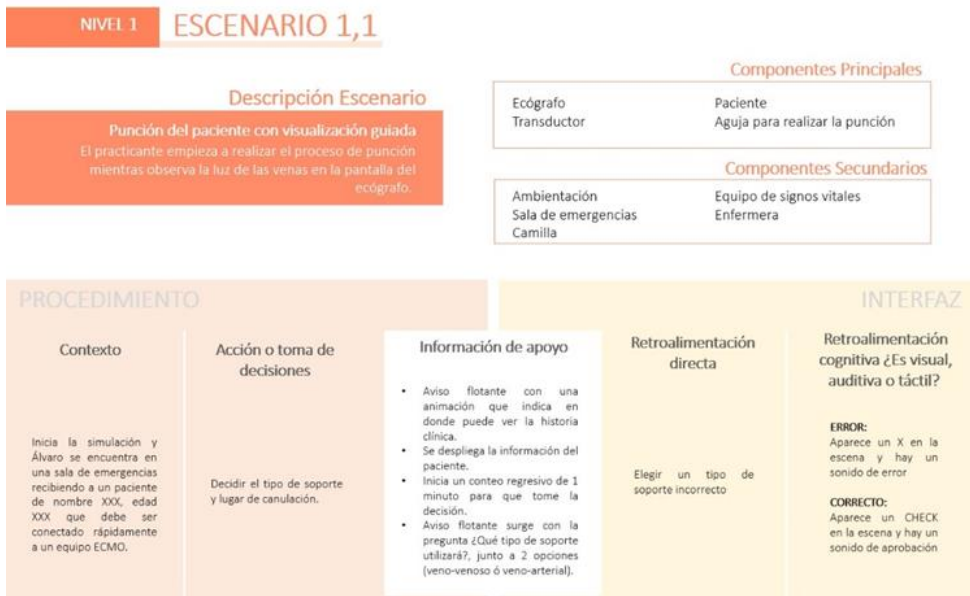 NIVEL 1
ESCENARIO 1,1
Descripción Escenario
Punción del paciente con visualización guiada
El practicante empieza a realizar el proceso de punción
mientras observa la luz de las venas en la pantalla del
ecógrafo.
Componentes Principales
Ecógrafo
Transductor
Paciente
Aguja para realizar la punción
Componentes Secundarios
Ambientación
Sala de emergencias
Camilla
Equipo de signos vitales
Enfermera
PROCEDIMIENTO
INTERFAZ
Contexto
Inicia la simulación y
Álvaro se encuentra en
una sala de emergencias
recibiendo a un paciente
de nombre XXX, edad
XXX que debe ser
conectado rápidamente
a un equipo ECMO.
Acción o toma de
decisiones
Decidir el tipo de soporte
y lugar de canulación.
Información de apoyo
• Aviso flotante con una
animación que indica en
donde puede ver la historia
clínica.
• Se despliega la información del
paciente.
• Inicia un conteo regresivo de 1
minuto para que tome la
decisión.
• Aviso flotante surge con la
pregunta ¿Qué tipo de soporte
utilizará?, junto a 2 opciones
(veno-venoso ó veno-arterial).
Retroalimentación
directa
Elegir un tipo de
soporte incorrecto
Retroalimentación
cognitiva ¿Es visual,
auditiva o táctil?
ERROR:
Aparece un X en la
escena y hay un
sonido de error
CORRECTO:
Aparece un CHECK
en la escena y hay un
sonido de aprobación